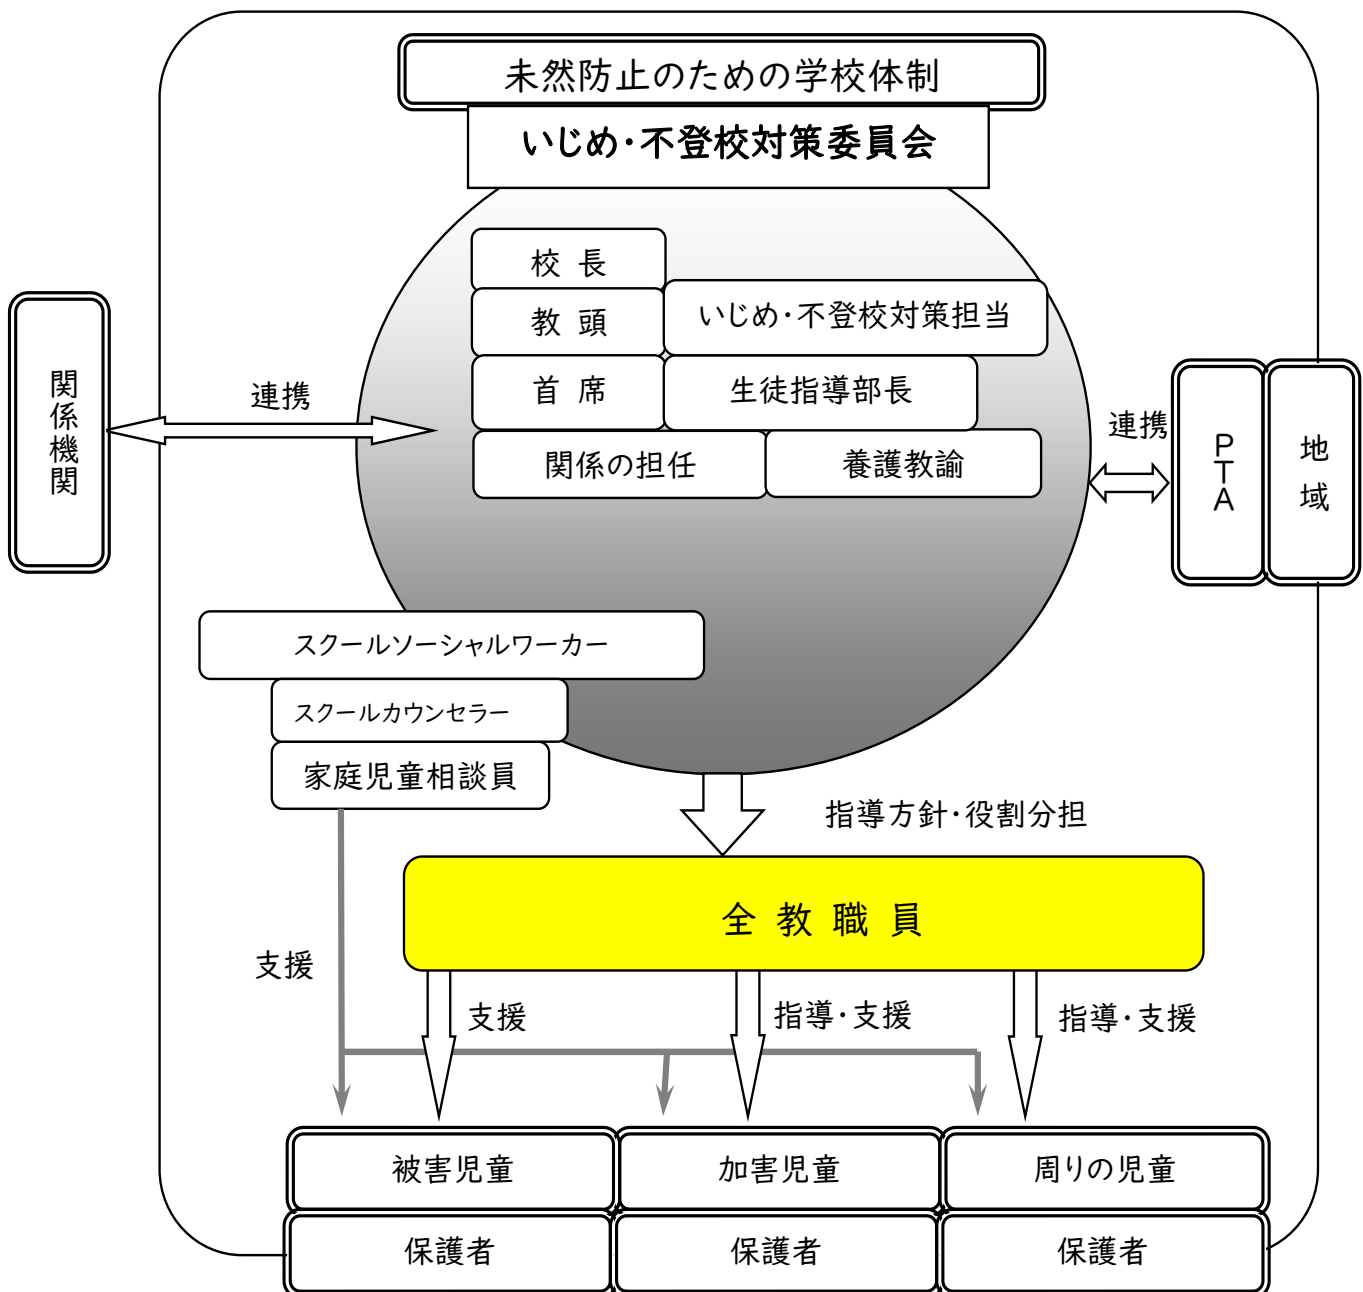 未然防止のための学校体制
いじめ・不登校対策委員会
校 長
教 頭
いじめ・不登校対策担当
首 席
生徒指導部長
関係の担任
養護教諭
関係機関
連携
連携
PTA
地域
スクールソーシャルワーカー
スクールカウンセラー
家庭児童相談員
指導方針・役割分担
全 教 職 員
支援
支援
指導・支援
指導・支援
被害児童
加害児童
周りの児童
保護者
保護者
保護者